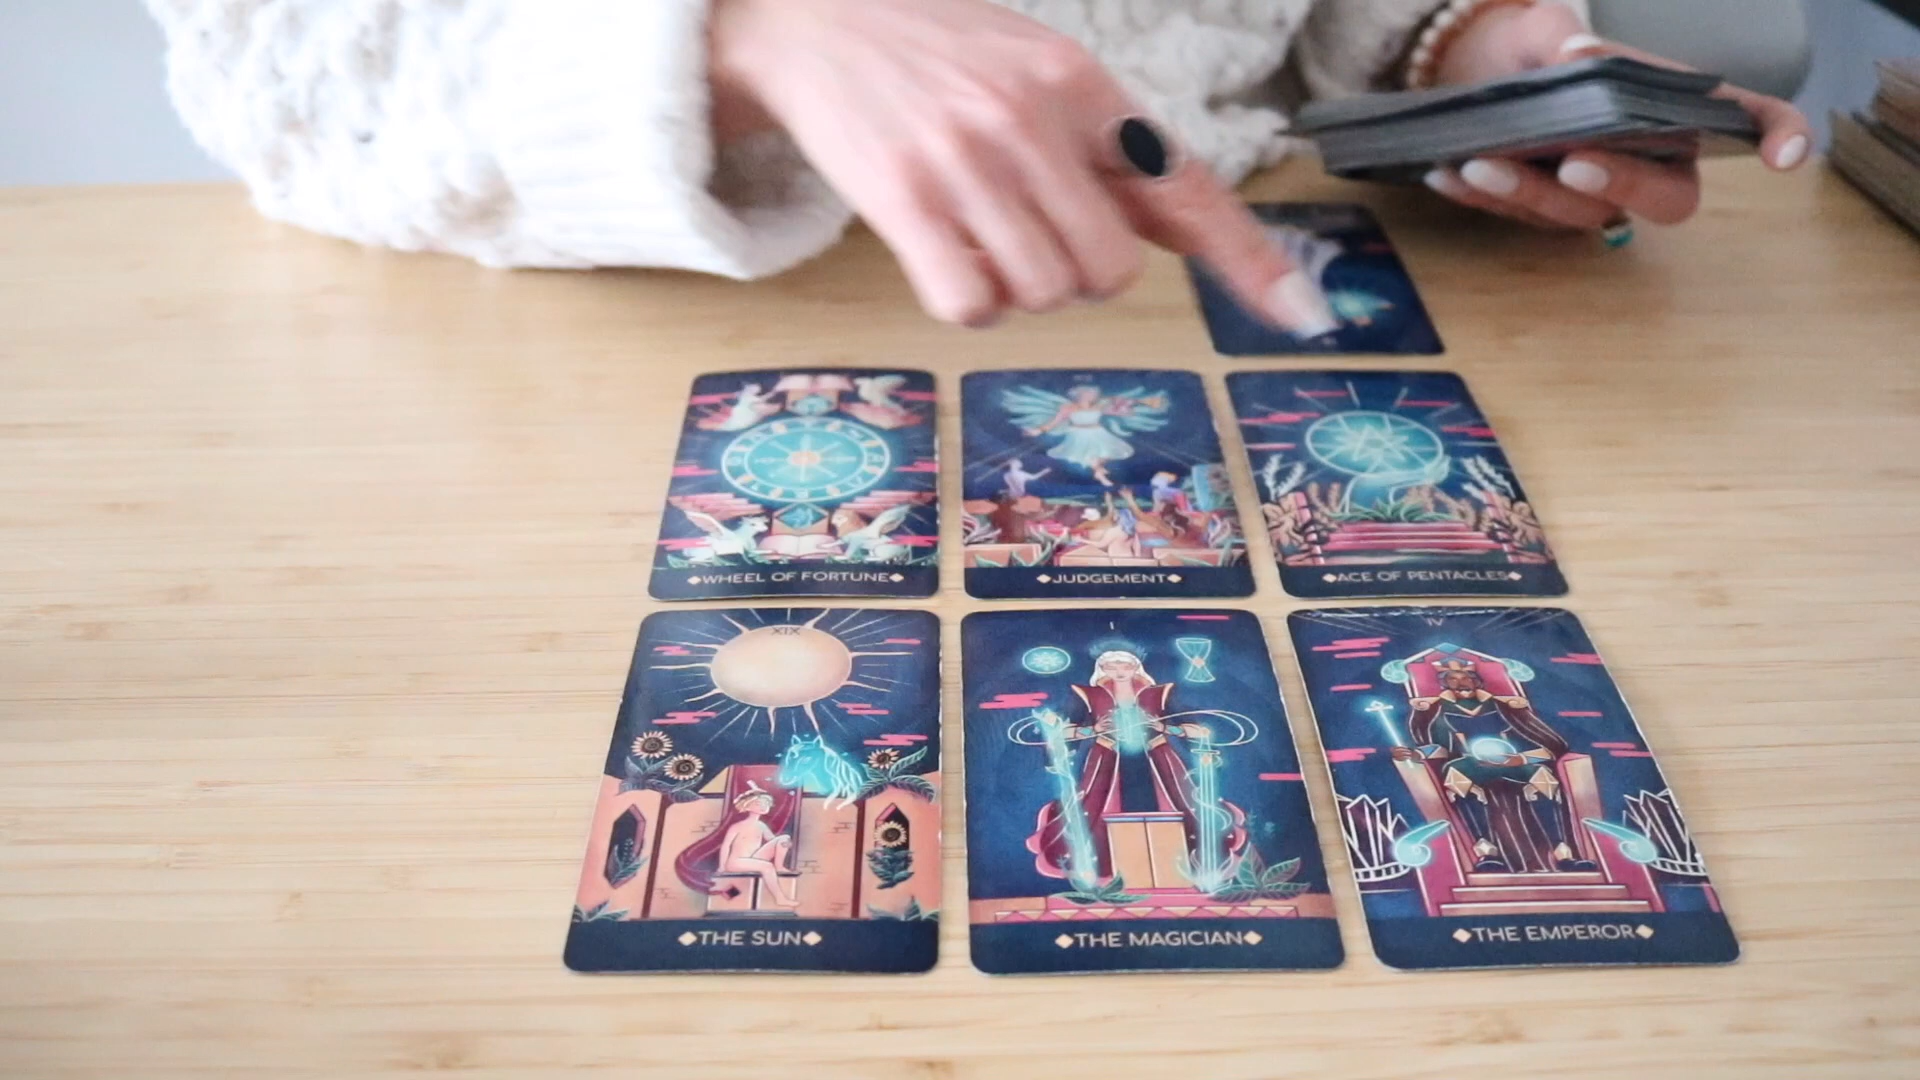 ◆WHEEL OF FORTUNE◆
◆JUDGEMENT◆
◆ACE OF PENTACLES◆
XIX
I
IV
◆THE SUN◆
◆THE MAGICIAN◆
◆THE EMPEROR◆